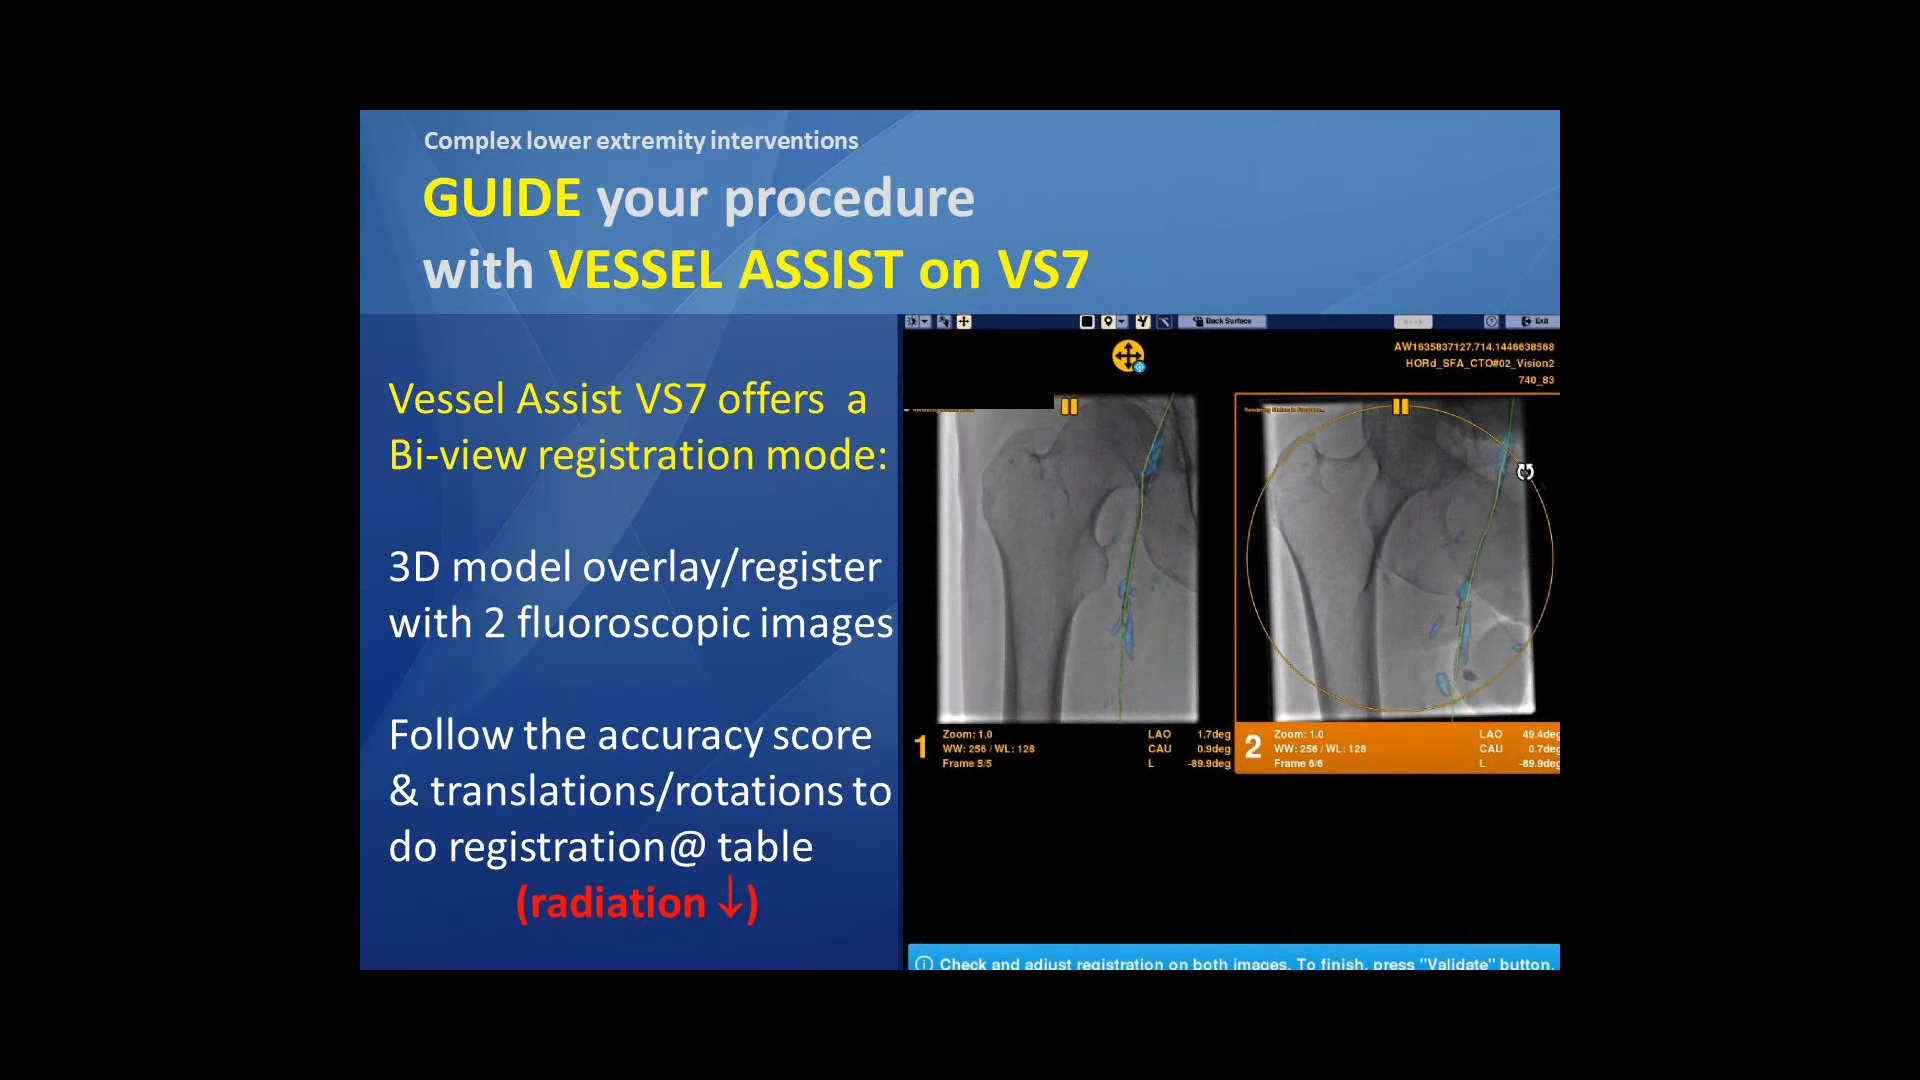 Complex lower extremity interventions
GUIDE your procedure
with VESSEL ASSIST on VS7
Vessel Assist VS7 offers a
Bi-view registration mode:
3D model overlay/register
with 2 fluoroscopic images
Follow the accuracy score
& translations/rotations to
do registration@ table
(radiation ↓)
Back Surface
Exit
AW1635837127.714.1446638568
HORd_SFA_CTO#02_Vision2
740_83
1
Zoom: 1.0
WW: 256 / WL: 128
Frame 5/5
LAO 1.7deg
CAU 0.9deg
L -89.9deg
2
Zoom: 1.0
WW: 256 / WL: 128
Frame 6/6
LAO 49.4deg
CAU 0.7deg
L -89.9deg
Check and adjust registration on both images. To finish, press "Validate" button.